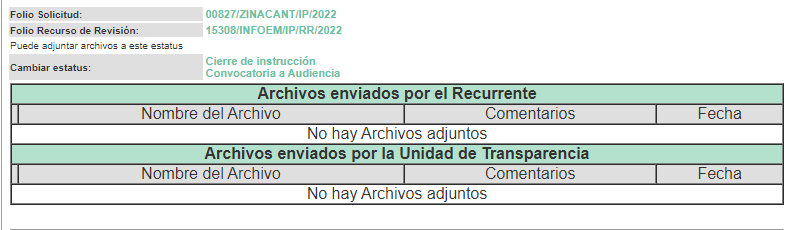 Folio Solicitud: 00827/ZINACANT/IP/2022
Folio Recurso de Revisión: 15308/INFOEM/IP/RR/2022
Puede adjuntar archivos a este estatus
Cambiar estatus: Cierre de instrucción
Convocatoria a Audiencia
Archivos enviados por el Recurrente
Nombre del Archivo Comentarios Fecha
No hay Archivos adjuntos
Archivos enviados por la Unidad de Transparencia
Nombre del Archivo Comentarios Fecha
No hay Archivos adjuntos